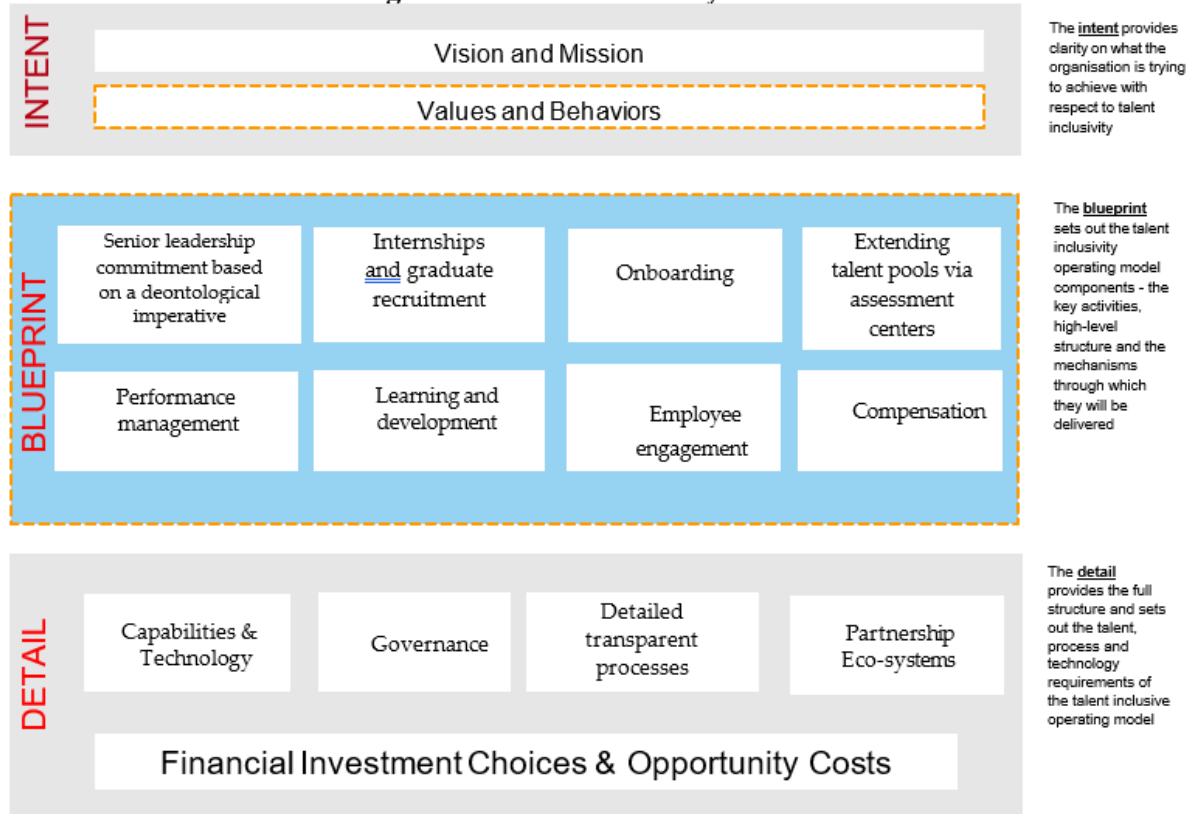 INTENT
Vision and Mission
Values and Behaviors
The intent provides
clarity on what the
organisation is trying
to achieve with
respect to talent
inclusivity
BLUEPRINT
Senior leadership
commitment based
on a deontological
imperative
Internships
and graduate
recruitment
Onboarding
Extending
talent pools via
assessment
centers
Performance
management
Learning and
development
Employee
engagement
Compensation
The blueprint
sets out the talent
inclusivity
operating model
components - the
key activities,
high-level
structure and the
mechanisms
through which
they will be
delivered
DETAIL
Capabilities &
Technology
Governance
Detailed
transparent
processes
Partnership
Eco-systems
Financial Investment Choices & Opportunity Costs
The detail
provides the full
structure and sets
out the talent,
process and
technology
requirements of
the talent inclusive
operating model